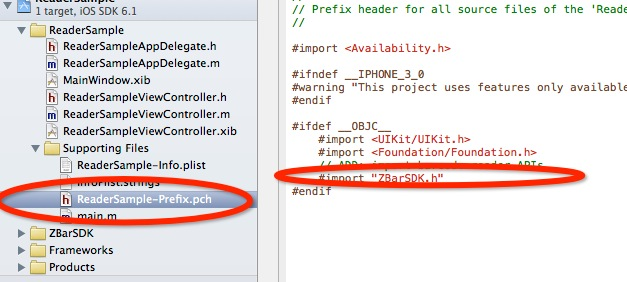 ReaderSample
1 target, iOS SDK 6.1
ReaderSample
ReaderSampleAppDelegate.h
ReaderSampleAppDelegate.m
MainWindow.xib
ReaderSampleViewController.h
ReaderSampleViewController.m
ReaderSampleViewController.xib
Supporting Files
ReaderSample-Info.plist
InfoPlist.strings
ReaderSample-Prefix.pch
main.m
ZBarSDK
Frameworks
Products
//
// Prefix header for all source files of the 'Reade
//
#import <Availability.h>
#ifndef __IPHONE_3_0
#warning "This project uses features only available
#endif
#ifdef __OBJC__
#import <UIKit/UIKit.h>
#import <Foundation/Foundation.h>
// ADD: import barcode reader APIs
#import "ZBarSDK.h"
#endif